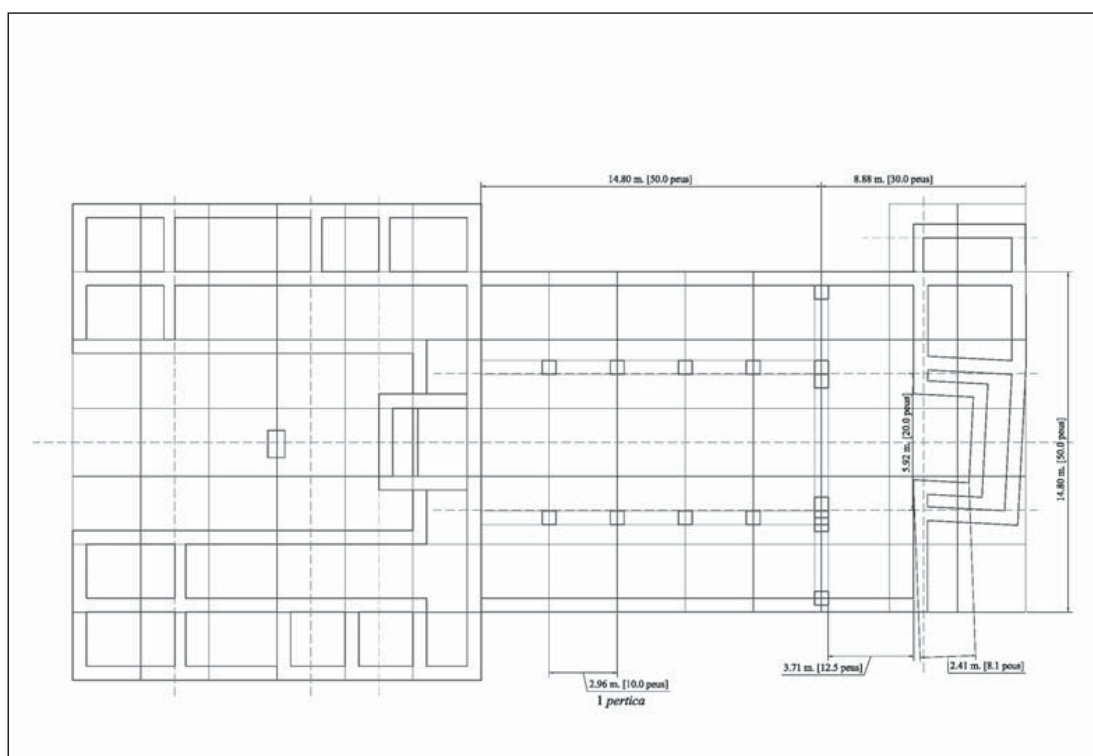 14.80 m. [50.0 peus]
8.88 m. [30.0 peus]
5.92 m. [20.0 peus]
14.80 m. [50.0 peus]
3.71 m. [12.5 peus]
2.41 m. [8.1 pous]
2.96 m. [10.0 peus]
1 pertica